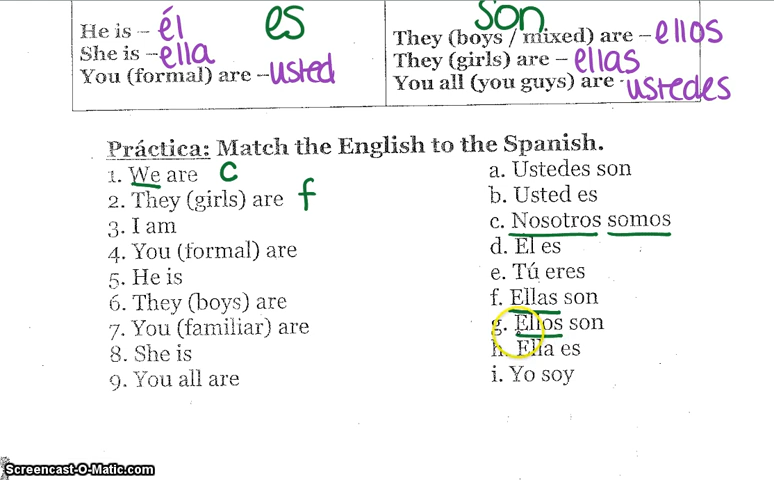 He is – él
She is – ella
You (formal) are – usted
es
son
They (boys / mixed) are – ellos
They (girls) are – ellas
You all (you guys) are - ustedes
Práctica: Match the English to the Spanish.
1. We are c
2. They (girls) are f
3. I am
4. You (formal) are
5. He is
6. They (boys) are
7. You (familiar) are
8. She is
9. You all are
a. Ustedes son
b. Usted es
c. Nosotros somos
d. El es
e. Tú eres
f. Ellas son
g. Ellos son
h. Ella es
i. Yo soy
Screencast-O-Matic.com